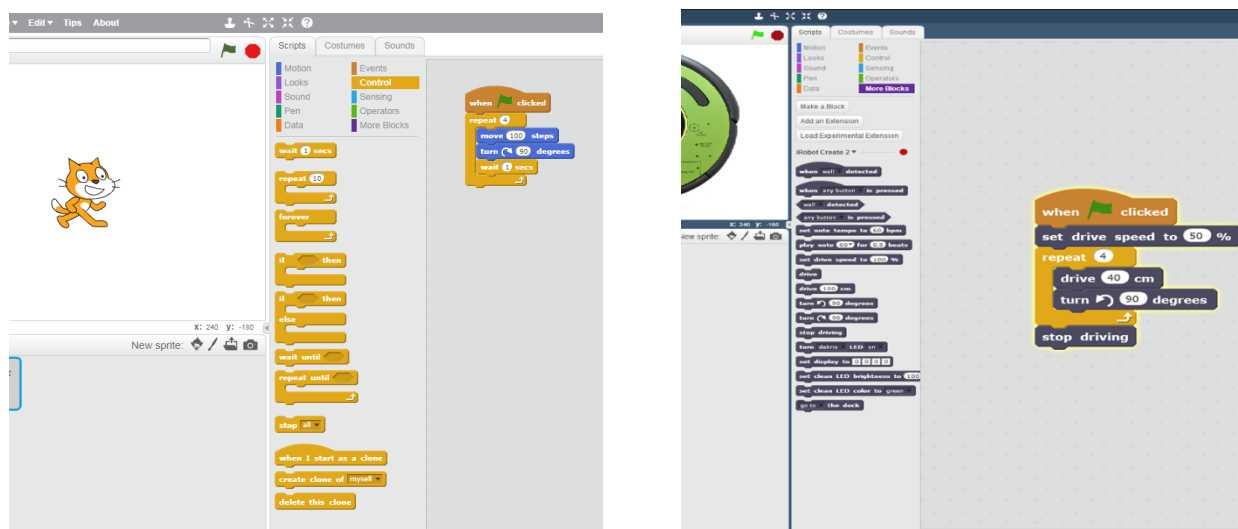 Edit Tips About
Scripts Costumes Sounds
Motion Events
Looks Control
Sound Sensing
Pen Operators
Data More Blocks
wait 1 secs
repeat 10
forever
if then
if then
else
wait until
repeat until
stop all
when I start as a clone
create clone of myself
delete this clone
when clicked
repeat 4
move 100 steps
turn 90 degrees
wait 1 secs
X: 240 y: -180
New sprite:
Scripts Costumes Sounds
Motion Events
Looks Control
Sound Sensing
Pen Operators
Data More Blocks
Make a Block
Add an Extension
Load Experimental Extension
iRobot Create 2
when wall detected
when any button is pressed
wall detected
any button is pressed
set note tempo to 60 bpm
play note 60 for 0.5 beats
set drive speed to 100 %
drive
drive 100 cm
turn 90 degrees
turn 90 degrees
stop driving
turn debris LED on
set display to 0 0 0 0
set clean LED brightness to 100
set clean LED color to green
go to the dock
when clicked
set drive speed to 50 %
repeat 4
drive 40 cm
turn 90 degrees
stop driving
X: 240 y: -180
New sprite: